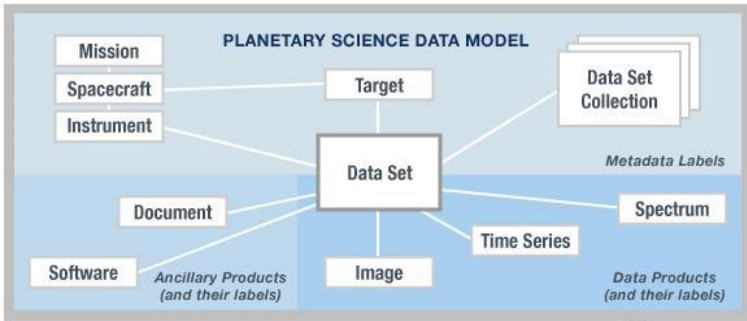 PLANETARY SCIENCE DATA MODEL
Mission
Spacecraft
Instrument
Target
Data Set
Collection
Metadata Labels
Data Set
Document
Software
Ancillary Products
(and their labels)
Image
Time Series
Spectrum
Data Products
(and their labels)